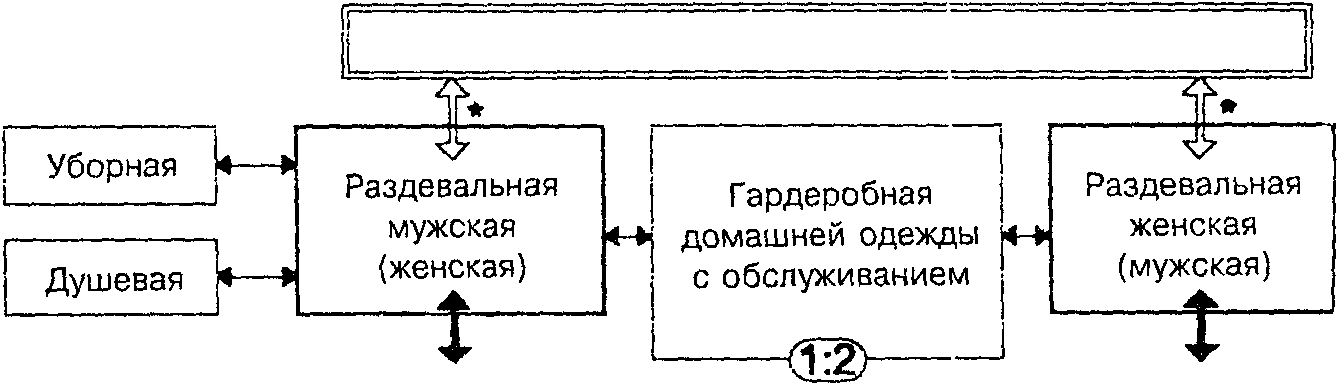 *
*
Уборная
Душевая
Раздевальная
мужская
(женская)
Гардеробная
домашней одежды
с обслуживанием
1:2
Раздевальная
женская
(мужская)